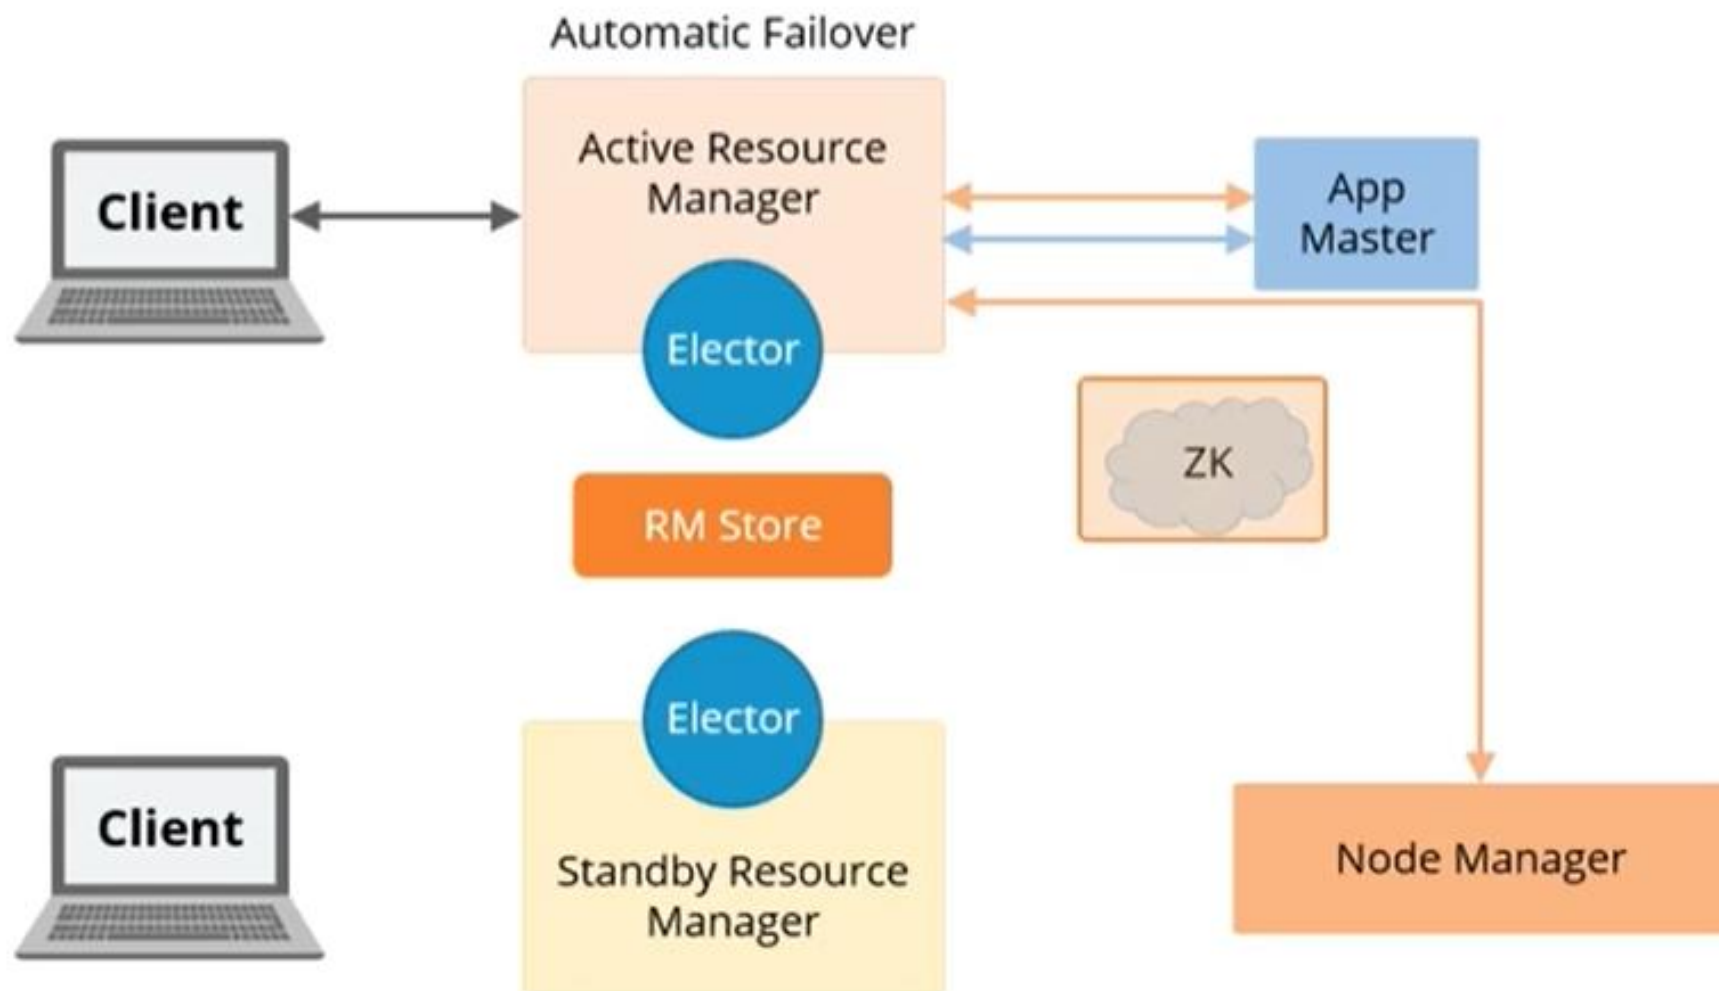 Automatic Failover
Active Resource
Manager
Client
App
Master
Elector
ZK
RM Store
Elector
Client
Standby Resource
Manager
Node Manager